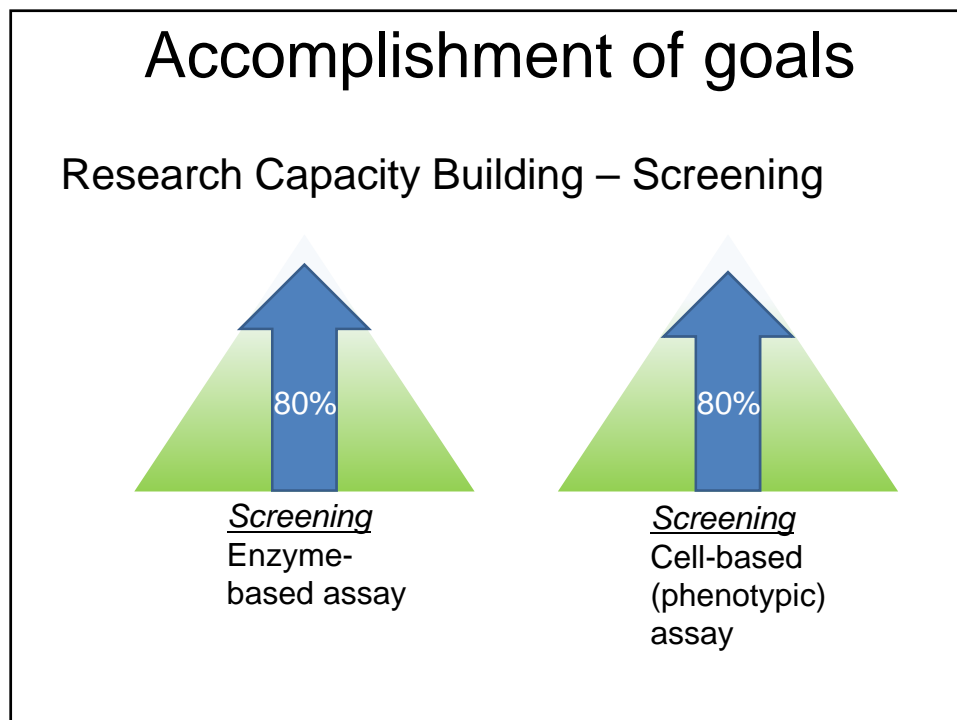 Accomplishment of goals
Research Capacity Building – Screening
80%
80%
Screening
Enzyme-
based assay
Screening
Cell-based
(phenotypic)
assay